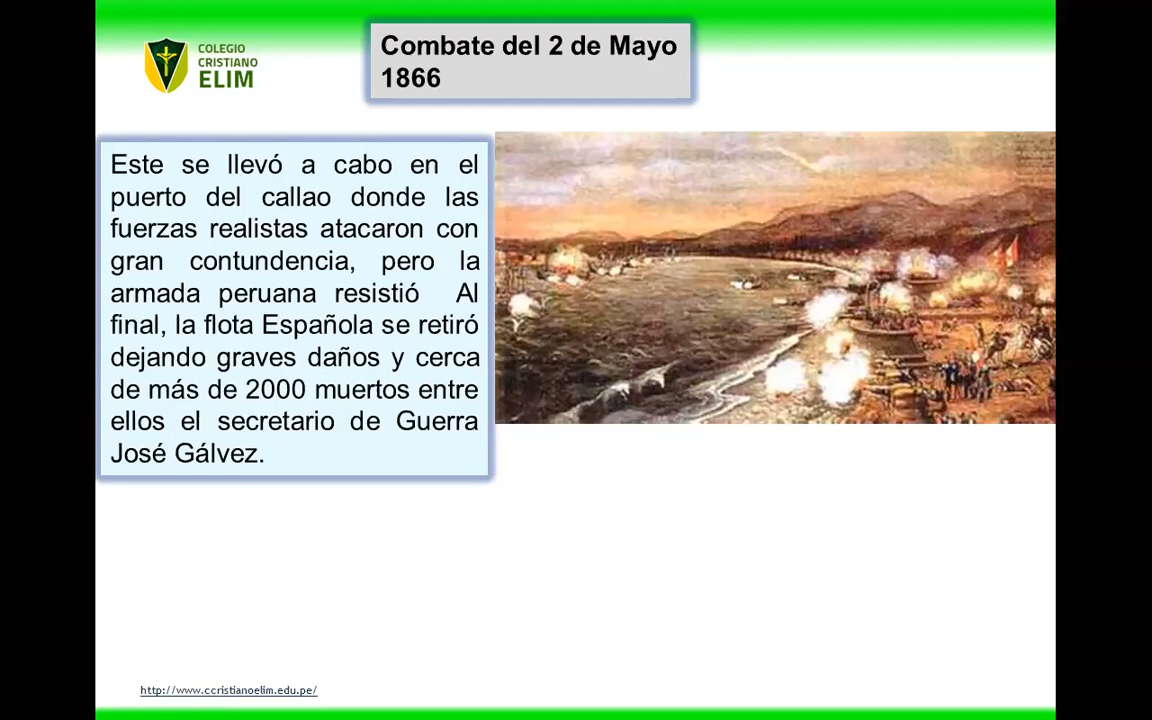 COLEGIO
CRISTIANO
ELIM
Combate del 2 de Mayo
1866
Este se llevó a cabo en el
puerto del callao donde las
fuerzas realistas atacaron con
gran contundencia, pero la
armada peruana resistió Al
final, la flota Española se retiró
dejando graves daños y cerca
de más de 2000 muertos entre
ellos el secretario de Guerra
José Gálvez.
http://www.ccristianoelim.edu.pe/